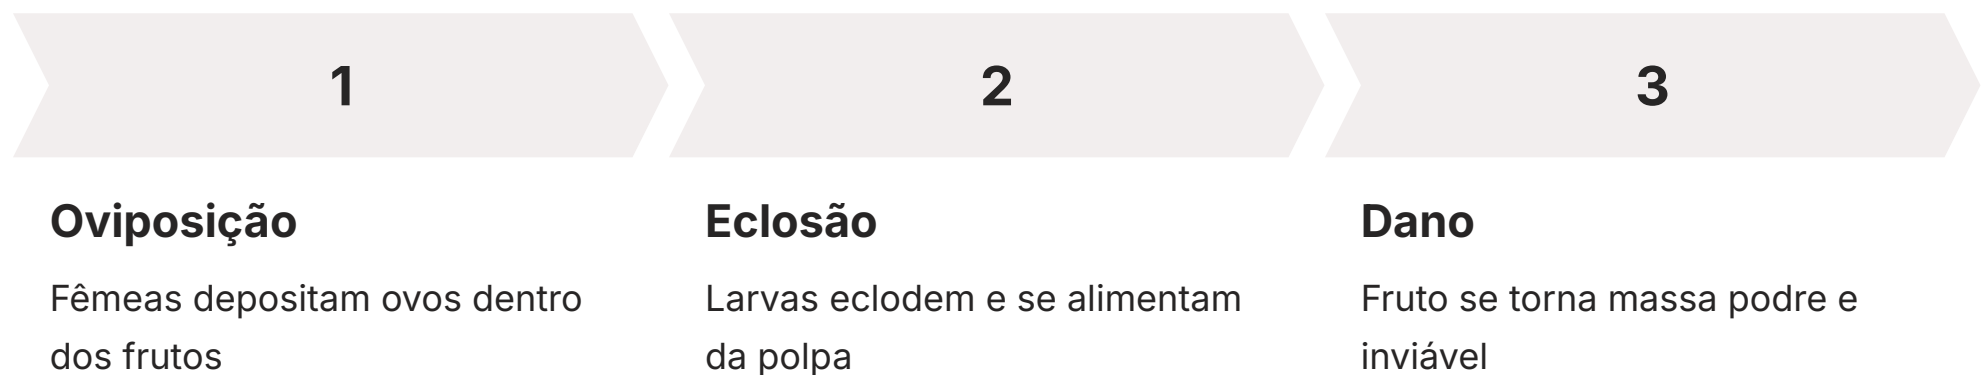 1
Oviposição
Fêmeas depositam ovos dentro
dos frutos
2
Eclosão
Larvas eclodem e se alimentam
da polpa
3
Dano
Fruto se torna massa podre e
inviável